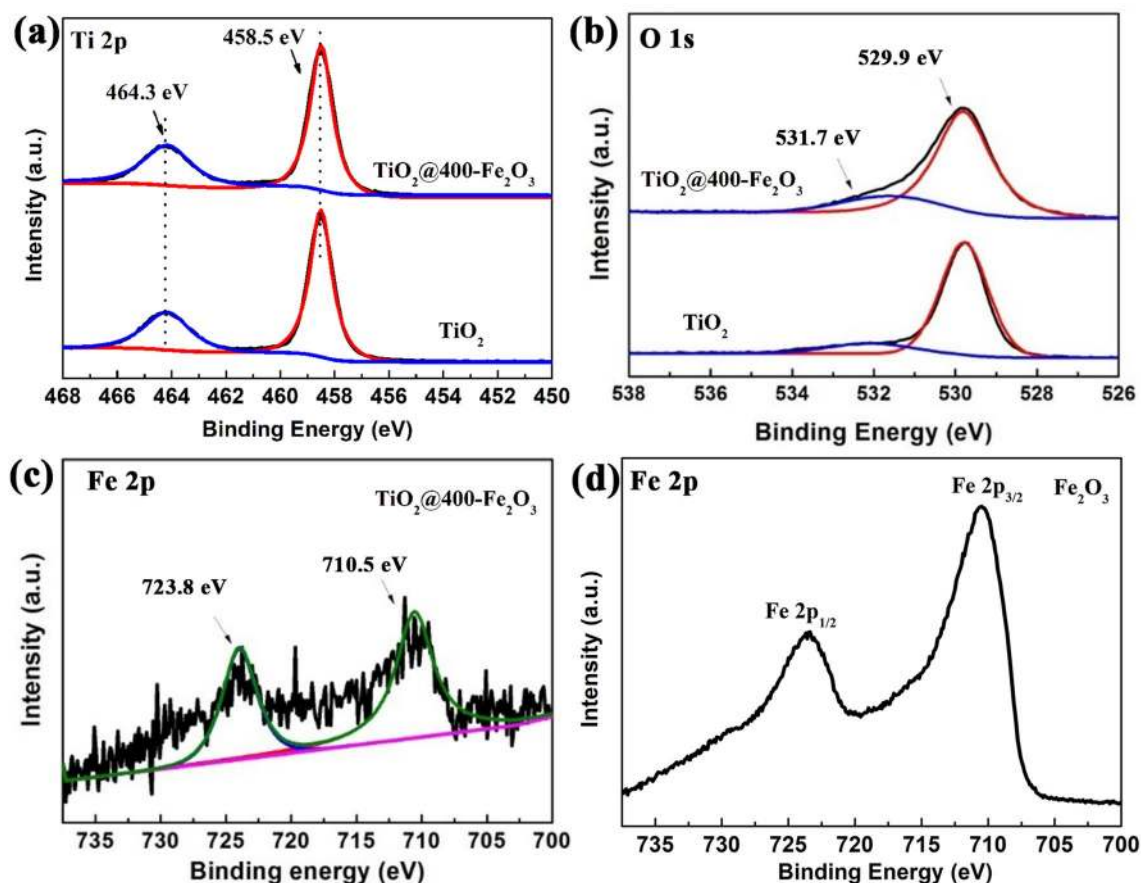 (a) Ti 2p
458.5 eV
464.3 eV
TiO₂@400-Fe₂O₃
TiO₂
Intensity (a.u.)
468 466 464 462 460 458 456 454 452 450
Binding Energy (eV)
(b) O 1s
529.9 eV
531.7 eV
TiO₂@400-Fe₂O₃
TiO₂
Intensity (a.u.)
538 536 534 532 530 528 526
Binding Energy (eV)
(c) Fe 2p
TiO₂@400-Fe₂O₃
710.5 eV
723.8 eV
Intensity (a.u.)
735 730 725 720 715 710 705 700
Binding energy (eV)
(d) Fe 2p
Fe 2p₃/₂ Fe₂O₃
Fe 2p₁/₂
Intensity (a.u.)
735 730 725 720 715 710 705 700
Binding Energy (eV)